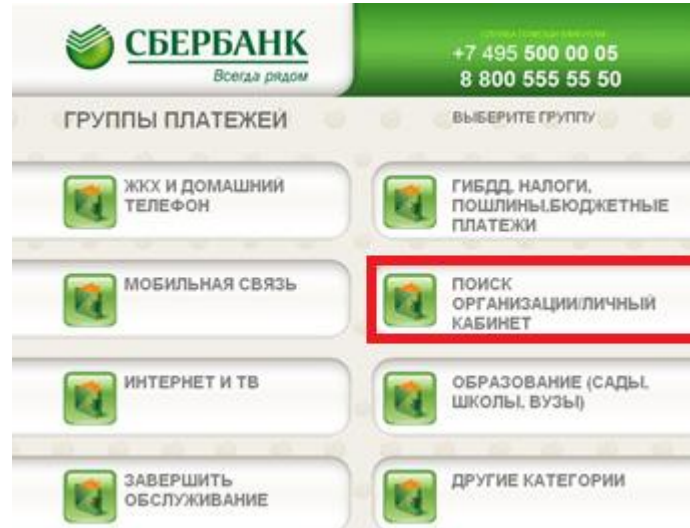 СБЕРБАНК
Всегда рядом
+7 495 500 00 05
8 800 555 55 50
ГРУППЫ ПЛАТЕЖЕЙ
ВЫБЕРИТЕ ГРУППУ
ЖКХ И ДОМАШНИЙ
ТЕЛЕФОН
ГИБДД, НАЛОГИ,
ПОШЛИНЫ,БЮДЖЕТНЫЕ
ПЛАТЕЖИ
МОБИЛЬНАЯ СВЯЗЬ
ПОИСК
ОРГАНИЗАЦИИ/ЛИЧНЫЙ
КАБИНЕТ
ИНТЕРНЕТ И ТВ
ОБРАЗОВАНИЕ (САДЫ,
ШКОЛЫ, ВУЗЫ)
ЗАВЕРШИТЬ
ОБСЛУЖИВАНИЕ
ДРУГИЕ КАТЕГОРИИ